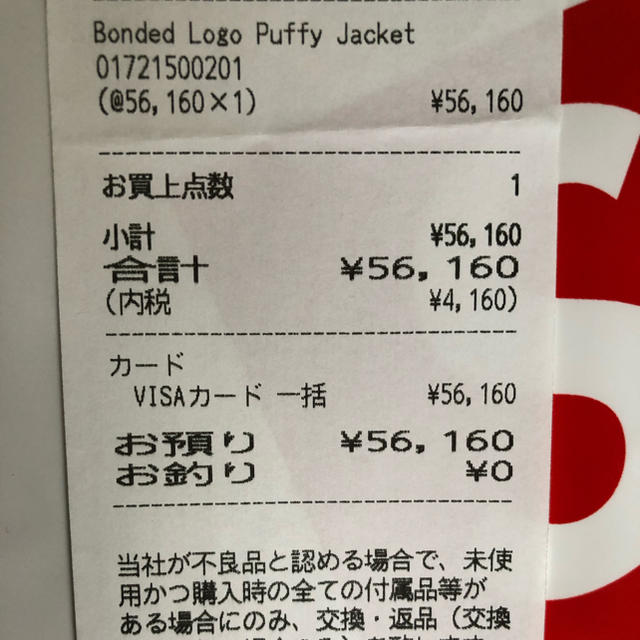 Bonded Logo Puffy Jacket
01721500201
(@56,160×1) ¥56,160
お買上点数 1
小計 ¥56,160
合計 ¥56,160
(内税 ¥4,160)
カード
VISAカード 一括 ¥56,160
お預り ¥56,160
お釣り ¥0
当社が不良品と認める場合で、未使
用かつ購入時の全ての付属品等が
ある場合にのみ、交換・返品（交換